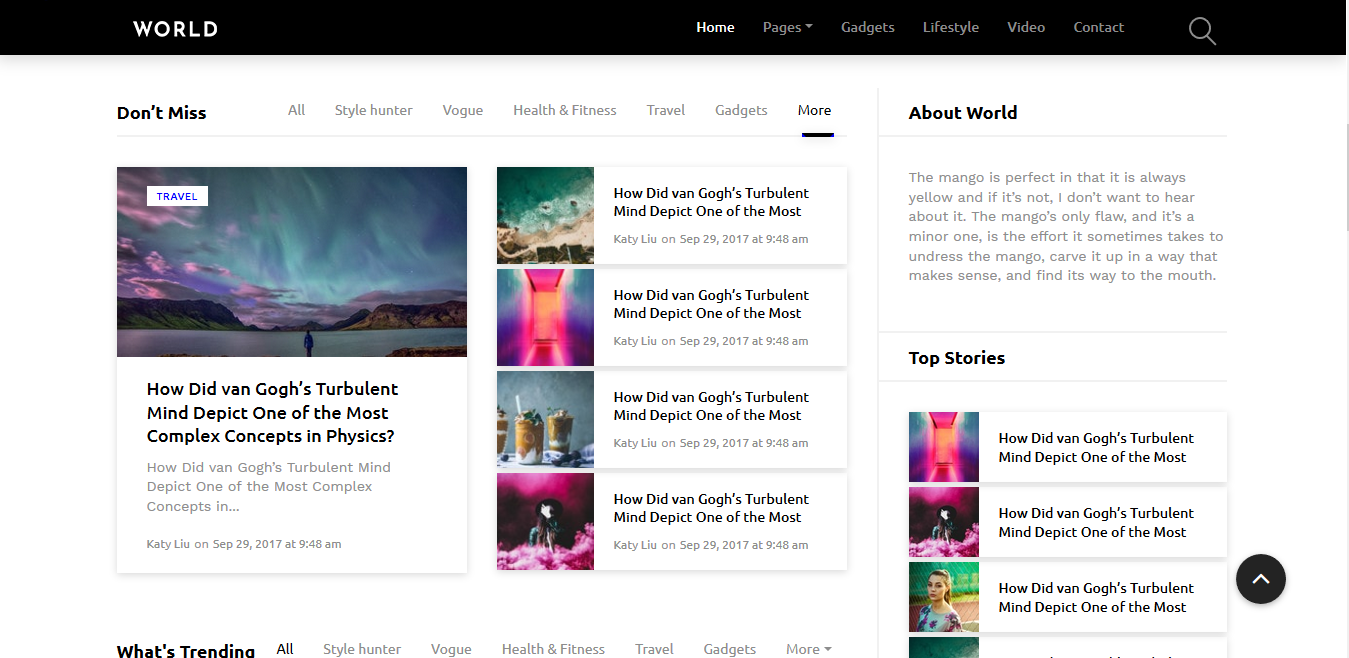 WORLD
Home Pages Gadgets Lifestyle Video Contact
Don’t Miss
All Style hunter Vogue Health & Fitness Travel Gadgets More
TRAVEL
How Did van Gogh’s Turbulent
Mind Depict One of the Most
Complex Concepts in Physics?
How Did van Gogh’s Turbulent Mind
Depict One of the Most Complex
Concepts in...
Katy Liu on Sep 29, 2017 at 9:48 am
How Did van Gogh’s Turbulent
Mind Depict One of the Most
Katy Liu on Sep 29, 2017 at 9:48 am
How Did van Gogh’s Turbulent
Mind Depict One of the Most
Katy Liu on Sep 29, 2017 at 9:48 am
How Did van Gogh’s Turbulent
Mind Depict One of the Most
Katy Liu on Sep 29, 2017 at 9:48 am
How Did van Gogh’s Turbulent
Mind Depict One of the Most
Katy Liu on Sep 29, 2017 at 9:48 am
About World
The mango is perfect in that it is always
yellow and if it’s not, I don’t want to hear
about it. The mango’s only flaw, and it’s a
minor one, is the effort it sometimes takes to
undress the mango, carve it up in a way that
makes sense, and find its way to the mouth.
Top Stories
How Did van Gogh’s Turbulent
Mind Depict One of the Most
How Did van Gogh’s Turbulent
Mind Depict One of the Most
How Did van Gogh’s Turbulent
Mind Depict One of the Most
What's Trending
All Style hunter Vogue Health & Fitness Travel Gadgets More